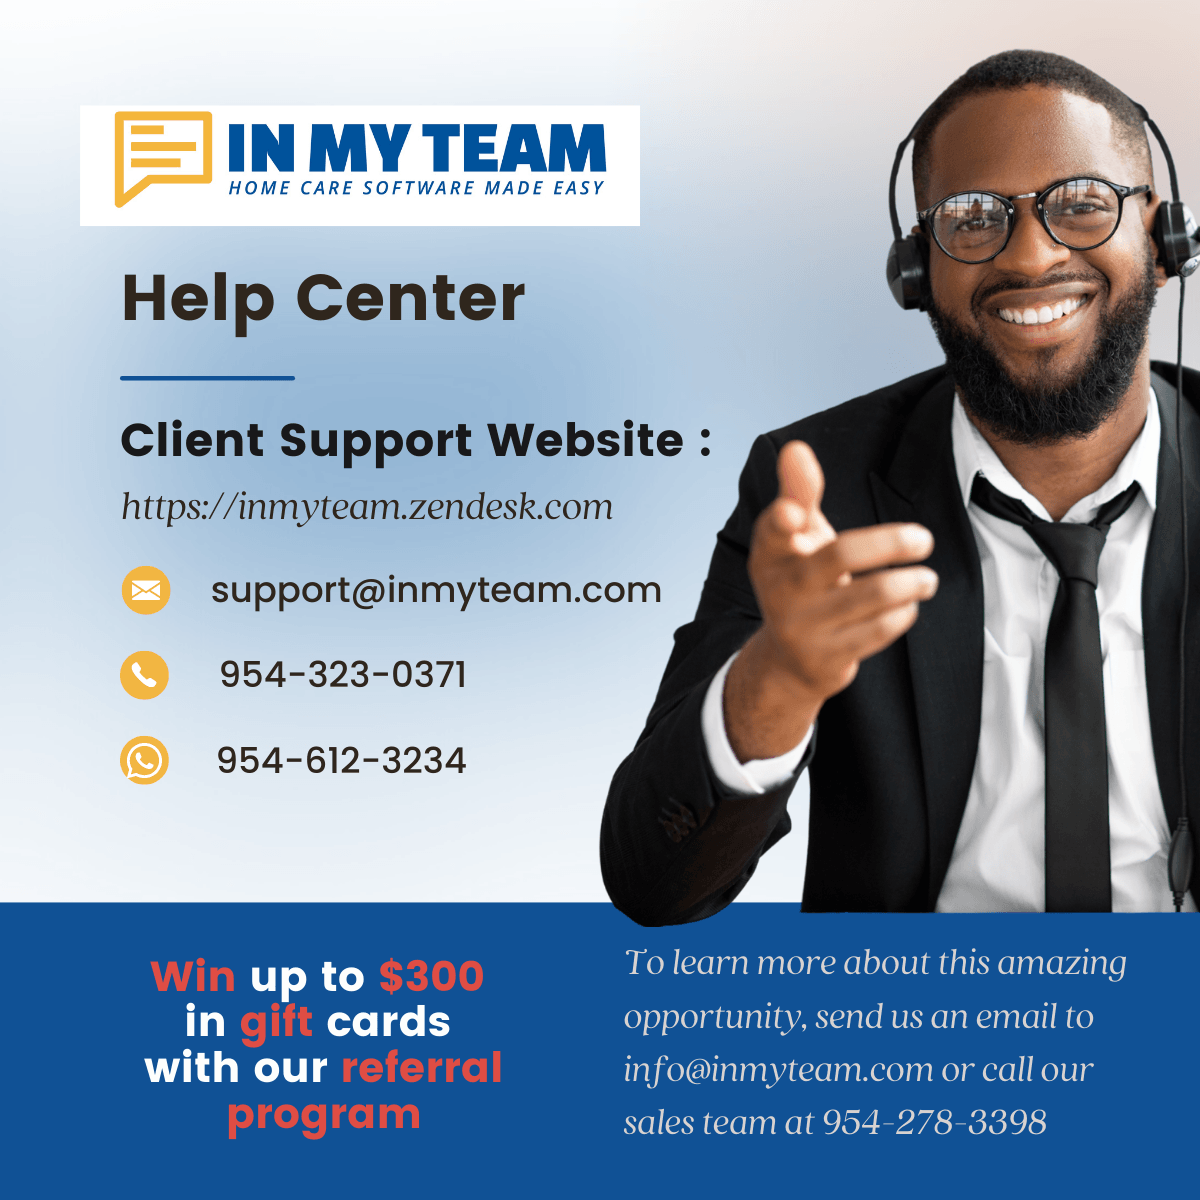 IN MY TEAM
HOME CARE SOFTWARE MADE EASY
Help Center
Client Support Website :
https://inmyteam.zendesk.com
support@inmyteam.com
954-323-0371
954-612-3234
Win up to $300
in gift cards
with our referral
program
To learn more about this amazing
opportunity, send us an email to
info@inmyteam.com or call our
sales team at 954-278-3398